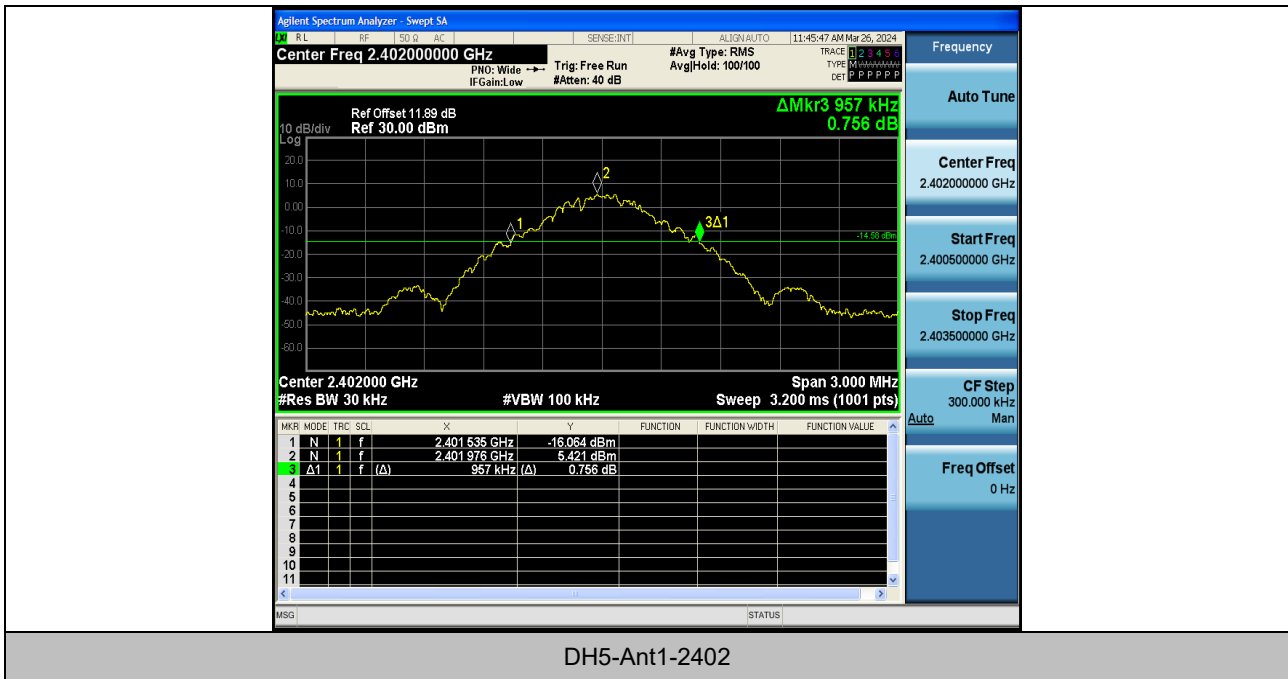 Agilent Spectrum Analyzer - Swept SA
RL RF 50 Ω AC SENSE:INT ALIGN AUTO 11:45:47 AM Mar 26, 2024
Center Freq 2.402000000 GHz
PNO: Wide
IFGain:Low
Trig: Free Run
#Atten: 40 dB
#Avg Type: RMS
Avg|Hold: 100/100
TRACE 1 2 3 4 5 6
TYPE M
DET P P P P P P
Frequency
ΔMkr3 957 kHz
0.756 dB
Ref Offset 11.89 dB
10 dB/div Ref 30.00 dBm
Log
20.0
10.0
0.00
-10.0
-20.0
-30.0
-40.0
-50.0
-60.0
1
2
3Δ1
-14.58 dBm
Center 2.402000 GHz Span 3.000 MHz
#Res BW 30 kHz #VBW 100 kHz Sweep 3.200 ms (1001 pts)
MKR MODE TRC SCL X Y FUNCTION FUNCTION WIDTH FUNCTION VALUE
1 N 1 f 2.401 535 GHz -16.064 dBm
2 N 1 f 2.401 976 GHz 5.421 dBm
3 Δ1 1 f (Δ) 957 kHz (Δ) 0.756 dB
4
5
6
7
8
9
10
11
MSG STATUS
Auto Tune
Center Freq
2.402000000 GHz
Start Freq
2.400500000 GHz
Stop Freq
2.403500000 GHz
CF Step
300.000 kHz
Auto Man
Freq Offset
0 Hz
DH5-Ant1-2402